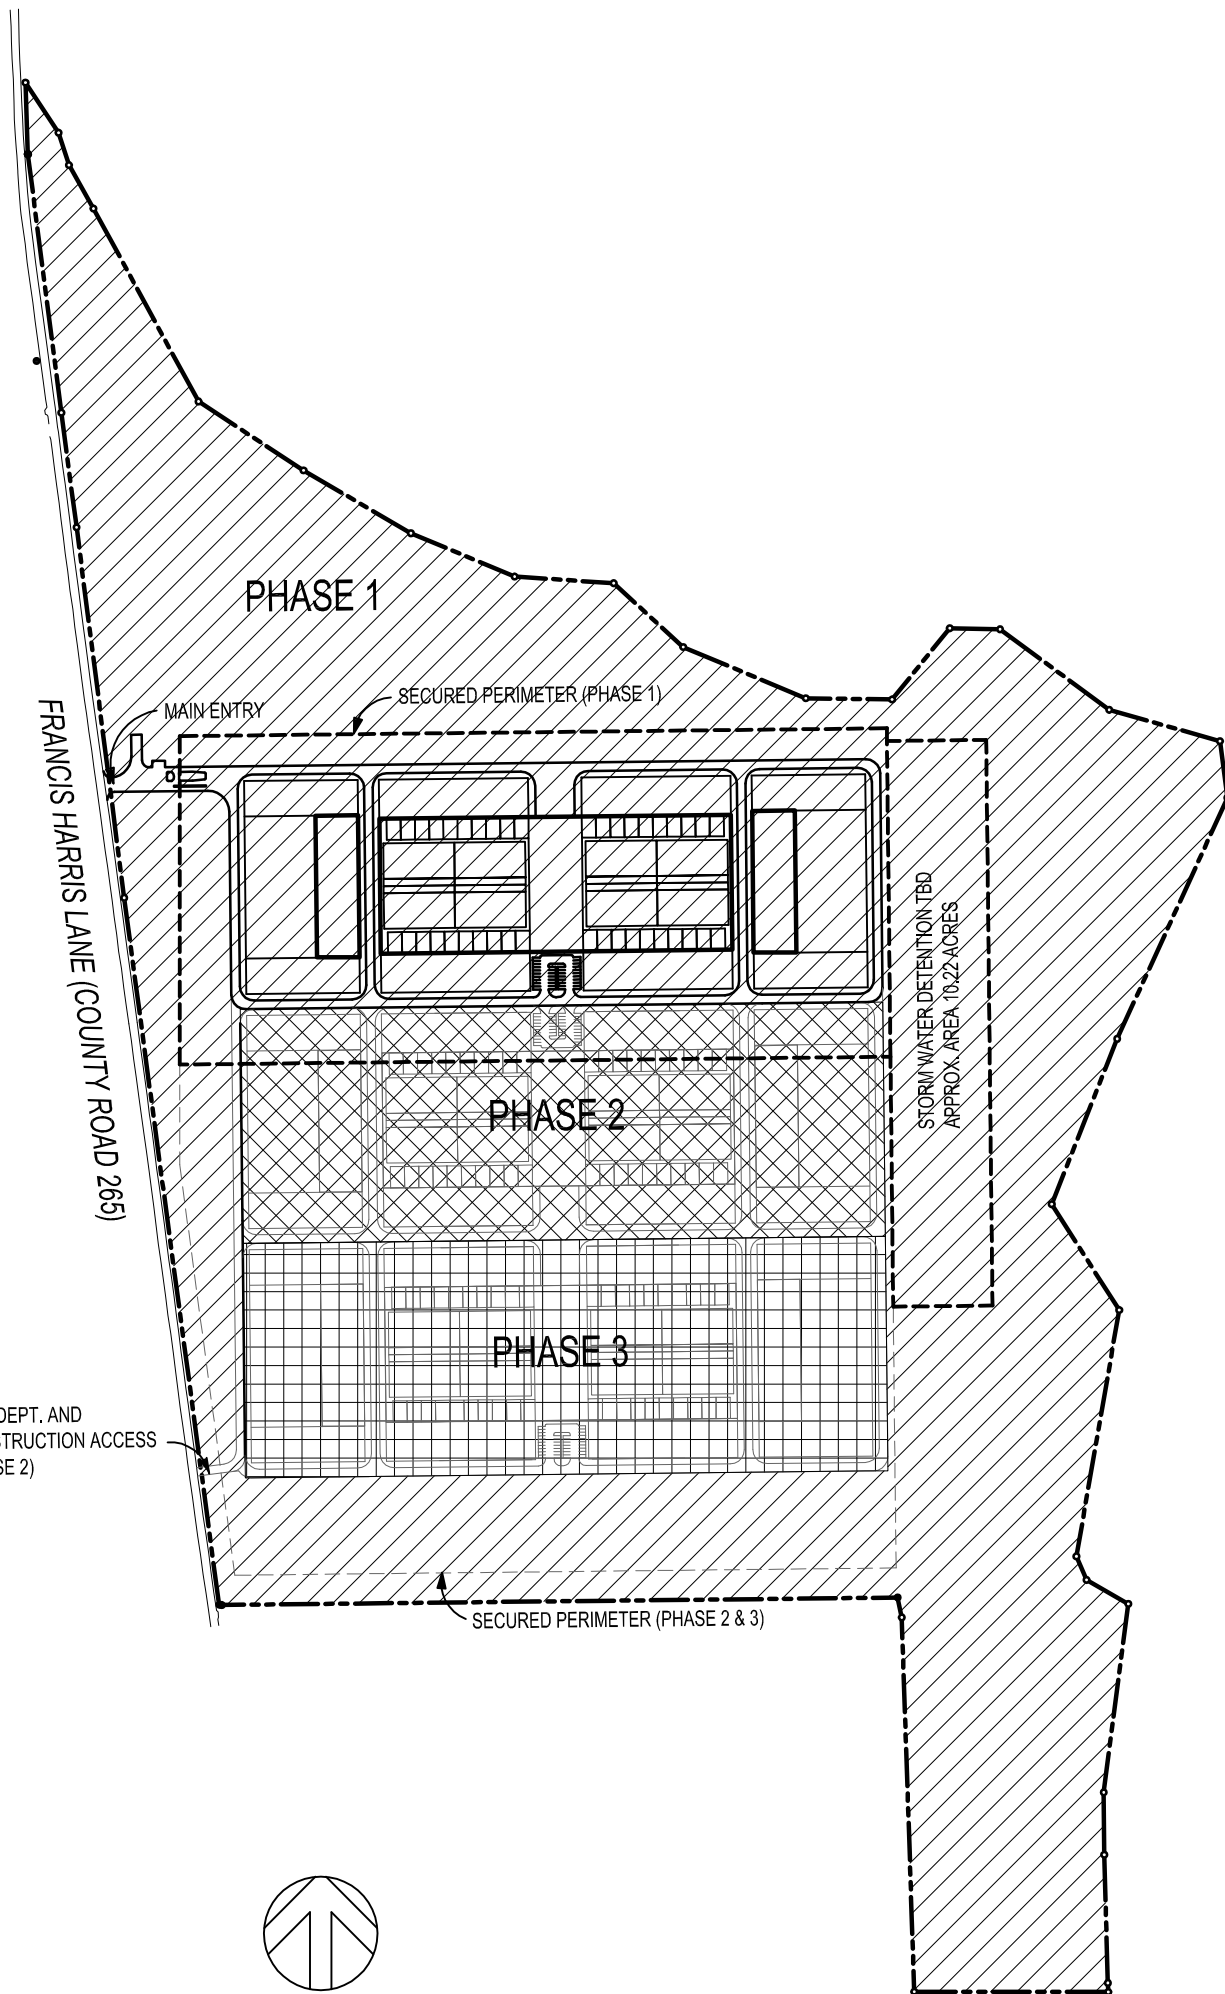 PHASE 1
SECURED PERIMETER (PHASE 1)
MAIN ENTRY
FRANCIS HARRIS LANE (COUNTY ROAD 265)
STORM WATER DETENTION TBD
APPROX. AREA 10.22 ACRES
PHASE 2
PHASE 3
DEPT. AND
STRUCTION ACCESS
SE 2)
SECURED PERIMETER (PHASE 2 & 3)